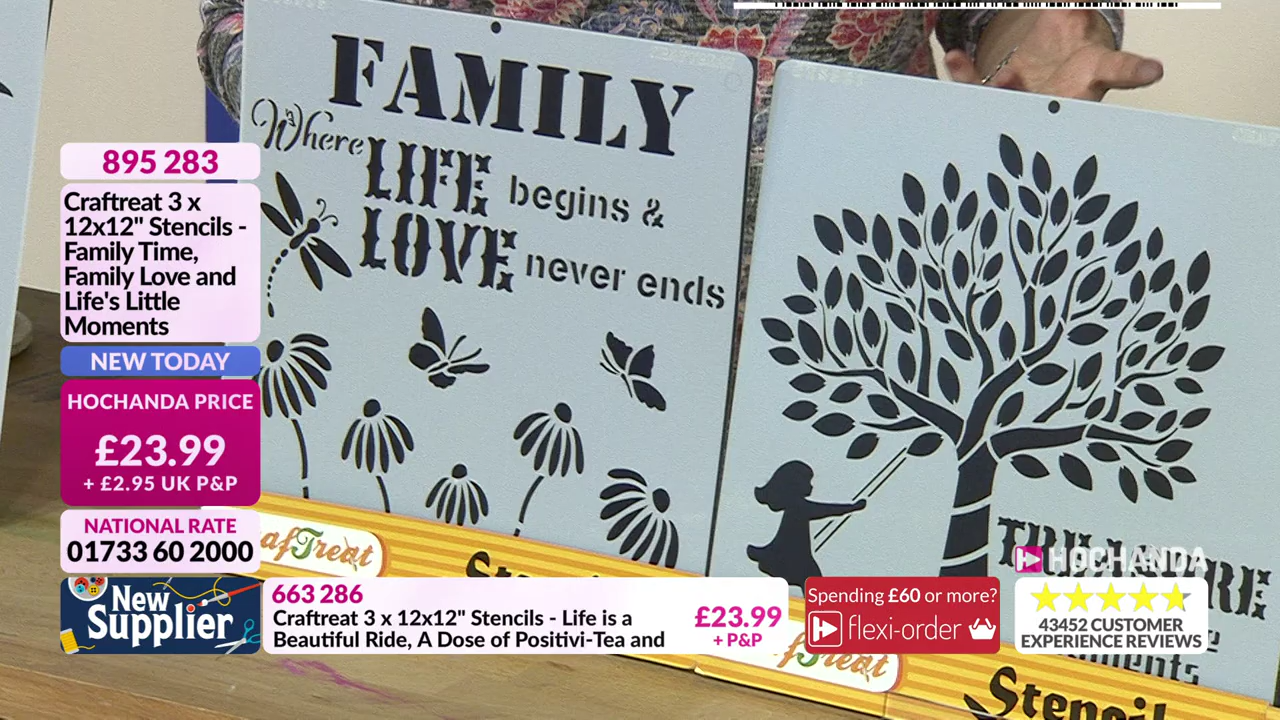 FAMILY
Where LIFE begins &
LOVE never ends
895 283
Craftreat 3 x
12x12" Stencils -
Family Time,
Family Love and
Life's Little
Moments
NEW TODAY
HOCHANDA PRICE
£23.99
+ £2.95 UK P&P
NATIONAL RATE
01733 60 2000
New
Supplier
663 286
Craftreat 3 x 12x12" Stencils - Life is a
Beautiful Ride, A Dose of Positivi-Tea and
£23.99
+ P&P
Spending £60 or more?
flexi-order
HOCHANDA
43452 CUSTOMER
EXPERIENCE REVIEWS
afTreat
fTreat
Stencil